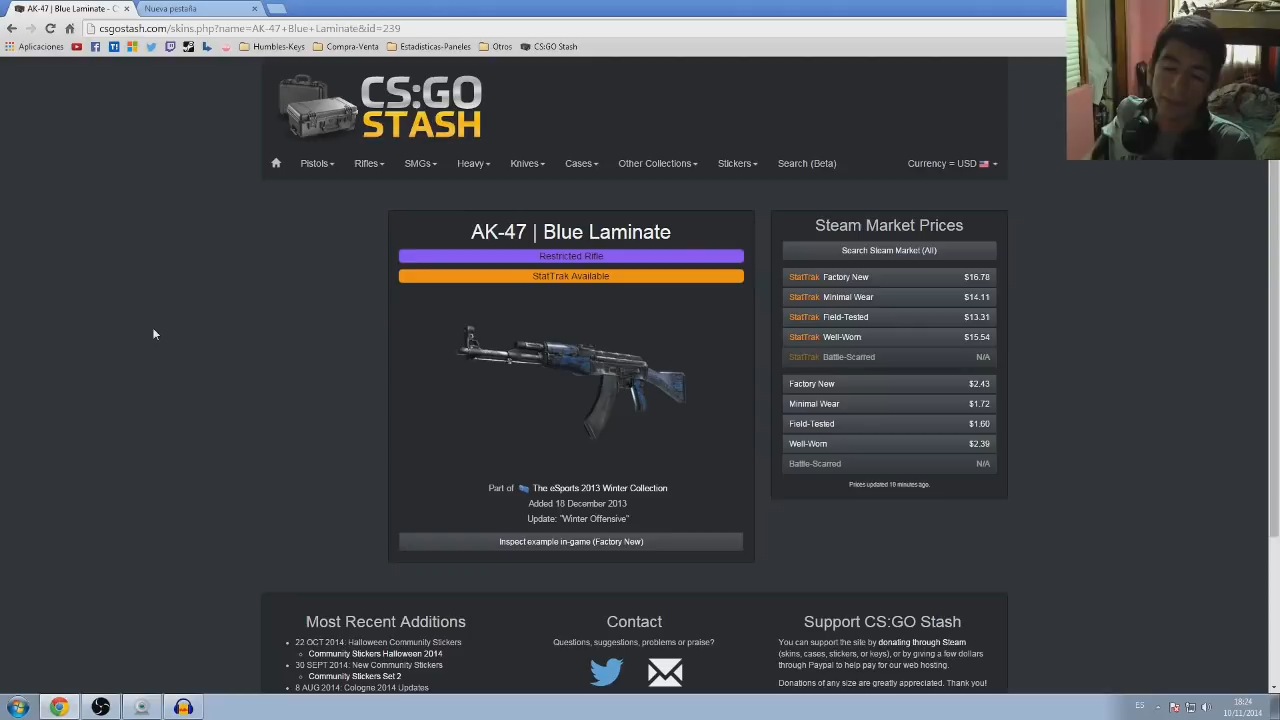 AK-47 | Blue Laminate - C
Nueva pestaña
csgostash.com/skins.php?name=AK-47+Blue+Laminate&id=239
Aplicaciones
Humbles-Keys
Compra-Venta
Estadísticas-Paneles
Otros
CS:GO Stash
CS:GO
STASH
Pistols
Rifles
SMGs
Heavy
Knives
Cases
Other Collections
Stickers
Search (Beta)
Currency = USD
AK-47 | Blue Laminate
Restricted Rifle
StatTrak Available
Part of The eSports 2013 Winter Collection
Added 18 December 2013
Update: "Winter Offensive"
Inspect example in-game (Factory New)
Steam Market Prices
Search Steam Market (All)
StatTrak Factory New $16.78
StatTrak Minimal Wear $14.11
StatTrak Field-Tested $13.31
StatTrak Well-Worn $15.54
StatTrak Battle-Scarred N/A
Factory New $2.43
Minimal Wear $1.72
Field-Tested $1.60
Well-Worn $2.39
Battle-Scarred N/A
Prices updated 19 minutes ago.
Most Recent Additions
22 OCT 2014: Halloween Community Stickers
Community Stickers Halloween 2014
30 SEPT 2014: New Community Stickers
Community Stickers Set 2
8 AUG 2014: Cologne 2014 Updates
Contact
Questions, suggestions, problems or praise?
Support CS:GO Stash
You can support the site by donating through Steam
(skins, cases, stickers, or keys), or by giving a few dollars
through Paypal to help pay for our web hosting.
Donations of any size are greatly appreciated. Thank you!
ES
18:24
10/11/2014